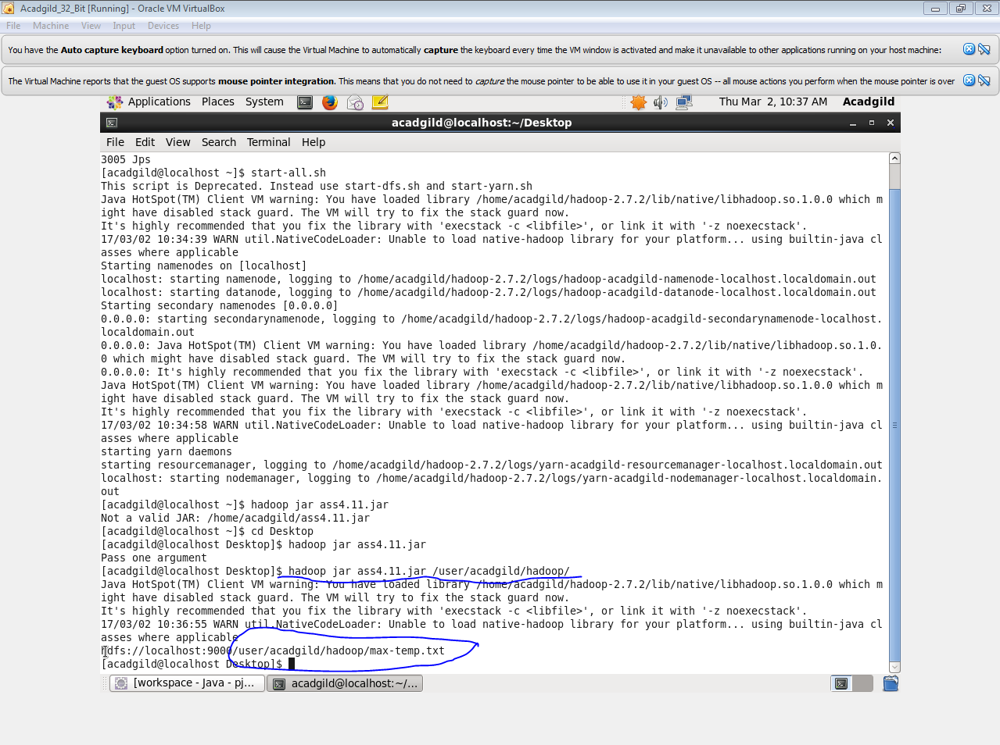 Acadgild_32_Bit [Running] - Oracle VM VirtualBox
File Machine View Input Devices Help
You have the Auto capture keyboard option turned on. This will cause the Virtual Machine to automatically capture the keyboard every time the VM window is activated and make it unavailable to other applications running on your host machine:
The Virtual Machine reports that the guest OS supports mouse pointer integration. This means that you do not need to capture the mouse pointer to be able to use it in your guest OS -- all mouse actions you perform when the mouse pointer is over
Applications Places System Thu Mar 2, 10:37 AM Acadgild
acadgild@localhost:~/Desktop
File Edit View Search Terminal Help
3005 Jps
[acadgild@localhost ~]$ start-all.sh
This script is Deprecated. Instead use start-dfs.sh and start-yarn.sh
Java HotSpot(TM) Client VM warning: You have loaded library /home/acadgild/hadoop-2.7.2/lib/native/libhadoop.so.1.0.0 which m
ight have disabled stack guard. The VM will try to fix the stack guard now.
It's highly recommended that you fix the library with 'execstack -c <libfile>', or link it with '-z noexecstack'.
17/03/02 10:34:39 WARN util.NativeCodeLoader: Unable to load native-hadoop library for your platform... using builtin-java cl
asses where applicable
Starting namenodes on [localhost]
localhost: starting namenode, logging to /home/acadgild/hadoop-2.7.2/logs/hadoop-acadgild-namenode-localhost.localdomain.out
localhost: starting datanode, logging to /home/acadgild/hadoop-2.7.2/logs/hadoop-acadgild-datanode-localhost.localdomain.out
Starting secondary namenodes [0.0.0.0]
0.0.0.0: starting secondarynamenode, logging to /home/acadgild/hadoop-2.7.2/logs/hadoop-acadgild-secondarynamenode-localhost.
localdomain.out
0.0.0.0: Java HotSpot(TM) Client VM warning: You have loaded library /home/acadgild/hadoop-2.7.2/lib/native/libhadoop.so.1.0.
0 which might have disabled stack guard. The VM will try to fix the stack guard now.
0.0.0.0: It's highly recommended that you fix the library with 'execstack -c <libfile>', or link it with '-z noexecstack'.
Java HotSpot(TM) Client VM warning: You have loaded library /home/acadgild/hadoop-2.7.2/lib/native/libhadoop.so.1.0.0 which m
ight have disabled stack guard. The VM will try to fix the stack guard now.
It's highly recommended that you fix the library with 'execstack -c <libfile>', or link it with '-z noexecstack'.
17/03/02 10:34:58 WARN util.NativeCodeLoader: Unable to load native-hadoop library for your platform... using builtin-java cl
asses where applicable
starting yarn daemons
starting resourcemanager, logging to /home/acadgild/hadoop-2.7.2/logs/yarn-acadgild-resourcemanager-localhost.localdomain.out
localhost: starting nodemanager, logging to /home/acadgild/hadoop-2.7.2/logs/yarn-acadgild-nodemanager-localhost.localdomain.
out
[acadgild@localhost ~]$ hadoop jar ass4.11.jar
Not a valid JAR: /home/acadgild/ass4.11.jar
[acadgild@localhost ~]$ cd Desktop
[acadgild@localhost Desktop]$ hadoop jar ass4.11.jar
Pass one argument
[acadgild@localhost Desktop]$ hadoop jar ass4.11.jar /user/acadgild/hadoop/
Java HotSpot(TM) Client VM warning: You have loaded library /home/acadgild/hadoop-2.7.2/lib/native/libhadoop.so.1.0.0 which m
ight have disabled stack guard. The VM will try to fix the stack guard now.
It's highly recommended that you fix the library with 'execstack -c <libfile>', or link it with '-z noexecstack'.
17/03/02 10:36:55 WARN util.NativeCodeLoader: Unable to load native-hadoop library for your platform... using builtin-java cl
asses where applicable
hdfs://localhost:9000/user/acadgild/hadoop/max-temp.txt
[acadgild@localhost Desktop]$
[workspace - Java - pj... acadgild@localhost:~/...